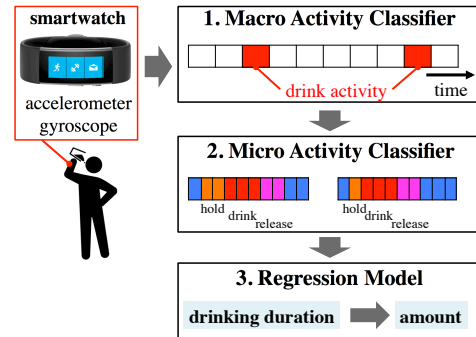 smartwatch
accelerometer
gyroscope
1. Macro Activity Classifier
drink activity
time
2. Micro Activity Classifier
hold
drink
release
hold
drink
release
3. Regression Model
drinking duration
amount